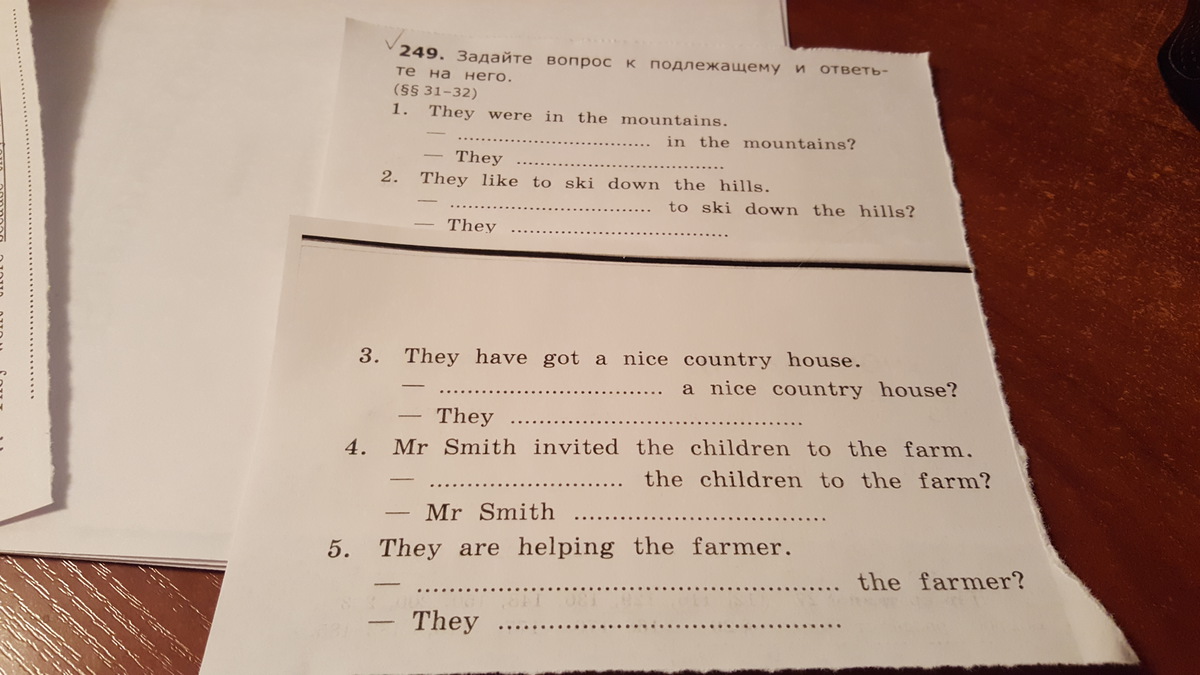 249. Задайте вопрос к подлежащему и ответь-
те на него.
(§§ 31–32)
1. They were in the mountains.
— .................................. in the mountains?
— They ....................................
2. They like to ski down the hills.
— .................................. to ski down the hills?
— They ....................................
3. They have got a nice country house.
— .................................. a nice country house?
— They ..........................................
4. Mr Smith invited the children to the farm.
— ............................ the children to the farm?
— Mr Smith ....................................
5. They are helping the farmer.
— ...................................................... the farmer?
— They ............................................